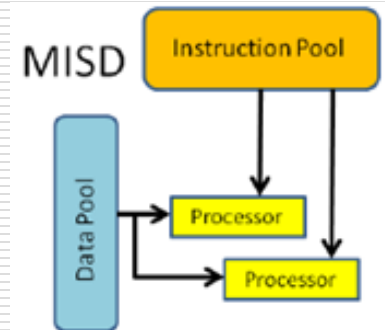 MISD
Instruction Pool
Data Pool
Processor
Processor